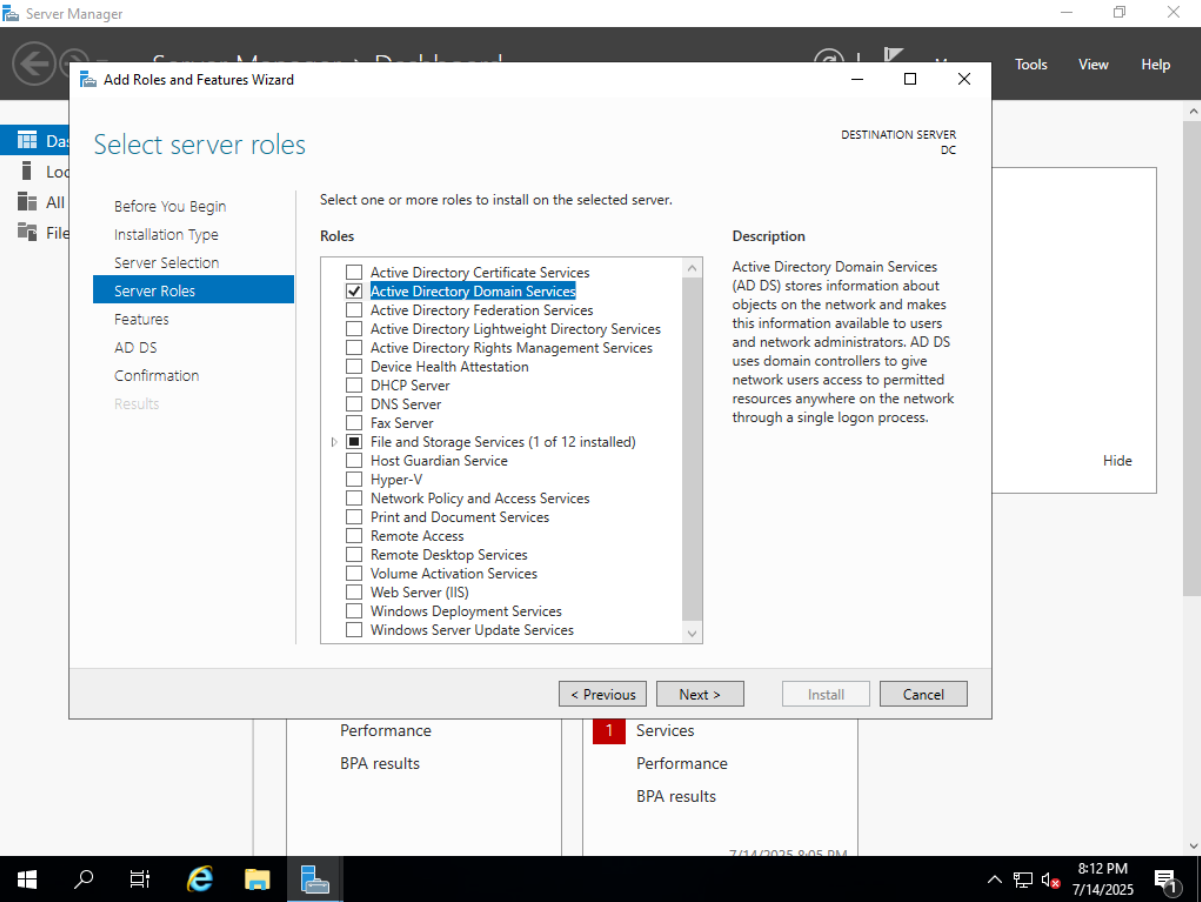 Server Manager
Tools View Help
Add Roles and Features Wizard
Select server roles
DESTINATION SERVER
DC
Before You Begin
Installation Type
Server Selection
Server Roles
Features
AD DS
Confirmation
Results
Select one or more roles to install on the selected server.
Roles
Active Directory Certificate Services
Active Directory Domain Services
Active Directory Federation Services
Active Directory Lightweight Directory Services
Active Directory Rights Management Services
Device Health Attestation
DHCP Server
DNS Server
Fax Server
File and Storage Services (1 of 12 installed)
Host Guardian Service
Hyper-V
Network Policy and Access Services
Print and Document Services
Remote Access
Remote Desktop Services
Volume Activation Services
Web Server (IIS)
Windows Deployment Services
Windows Server Update Services
Description
Active Directory Domain Services
(AD DS) stores information about
objects on the network and makes
this information available to users
and network administrators. AD DS
uses domain controllers to give
network users access to permitted
resources anywhere on the network
through a single logon process.
< Previous
Next >
Install
Cancel
All
File
Hide
Performance
BPA results
1 Services
Performance
BPA results
7/14/2025 8:05 PM
8:12 PM
7/14/2025
1